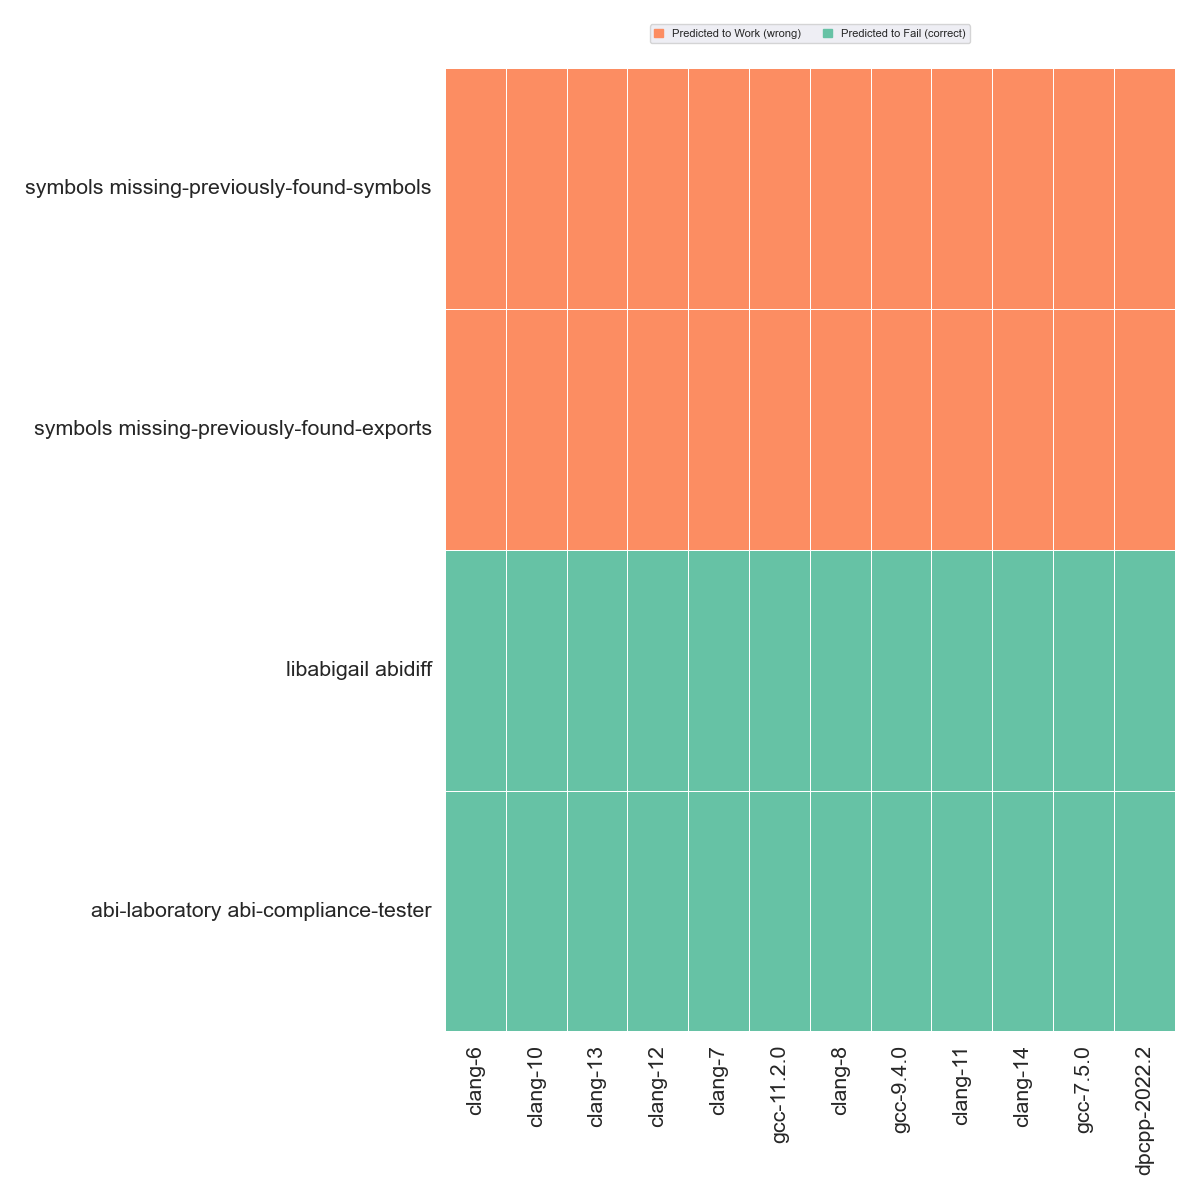 Predicted to Work (wrong) Predicted to Fail (correct)
symbols missing-previously-found-symbols
symbols missing-previously-found-exports
libabigail abidiff
abi-laboratory abi-compliance-tester
clang-6
clang-10
clang-13
clang-12
clang-7
gcc-11.2.0
clang-8
gcc-9.4.0
clang-11
clang-14
gcc-7.5.0
dpcpp-2022.2